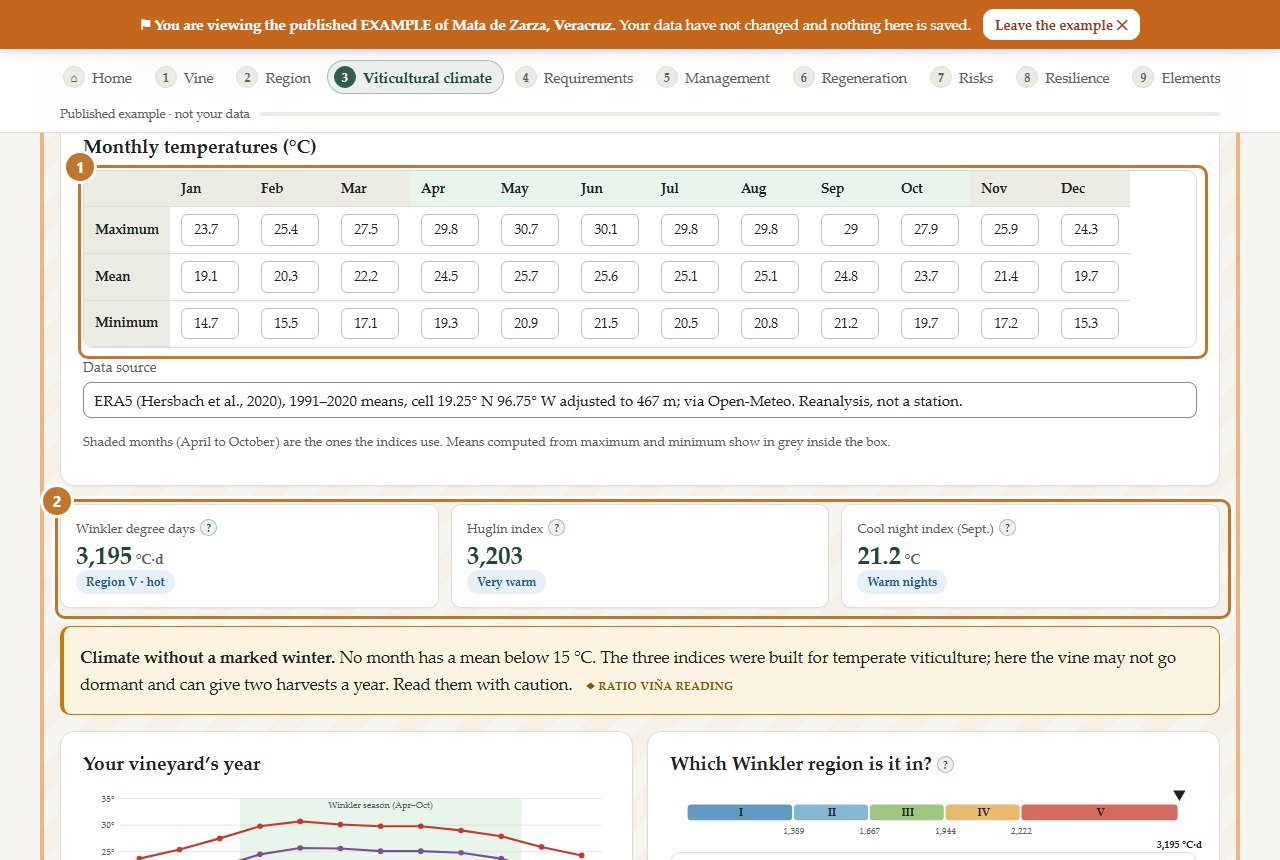 ⚑ You are viewing the published EXAMPLE of Mata de Zarza, Veracruz. Your data have not changed and nothing here is saved. Leave the example ✕
⌂ Home 1 Vine 2 Region 3 Viticultural climate 4 Requirements 5 Management 6 Regeneration 7 Risks 8 Resilience 9 Elements
Published example · not your data
Monthly temperatures (°C)
1
Jan Feb Mar Apr May Jun Jul Aug Sep Oct Nov Dec
Maximum 23.7 25.4 27.5 29.8 30.7 30.1 29.8 29.8 29 27.9 25.9 24.3
Mean 19.1 20.3 22.2 24.5 25.7 25.6 25.1 25.1 24.8 23.7 21.4 19.7
Minimum 14.7 15.5 17.1 19.3 20.9 21.5 20.5 20.8 21.2 19.7 17.2 15.3
Data source
ERA5 (Hersbach et al., 2020), 1991–2020 means, cell 19.25° N 96.75° W adjusted to 467 m; via Open-Meteo. Reanalysis, not a station.
Shaded months (April to October) are the ones the indices use. Means computed from maximum and minimum show in grey inside the box.
2
Winkler degree days ?
3,195 °C·d
Region V · hot
Huglin index ?
3,203
Very warm
Cool night index (Sept.) ?
21.2 °C
Warm nights
Climate without a marked winter. No month has a mean below 15 °C. The three indices were built for temperate viticulture; here the vine may not go
dormant and can give two harvests a year. Read them with caution. ◆ RATIO VIÑA READING
Your vineyard's year
Winkler season (Apr–Oct)
35°
30°
25°
Which Winkler region is it in? ?
I II III IV V
1,389 1,667 1,944 2,222
3,195 °C·d